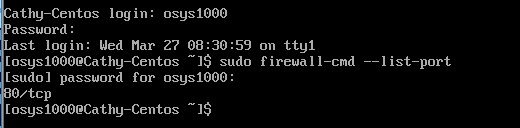 Cathy-Centos login: osys1000
Password:
Last login: Wed Mar 27 08:30:59 on tty1
[osys1000@Cathy-Centos ~]$ sudo firewall-cmd --list-port
[sudo] password for osys1000:
80/tcp
[osys1000@Cathy-Centos ~]$